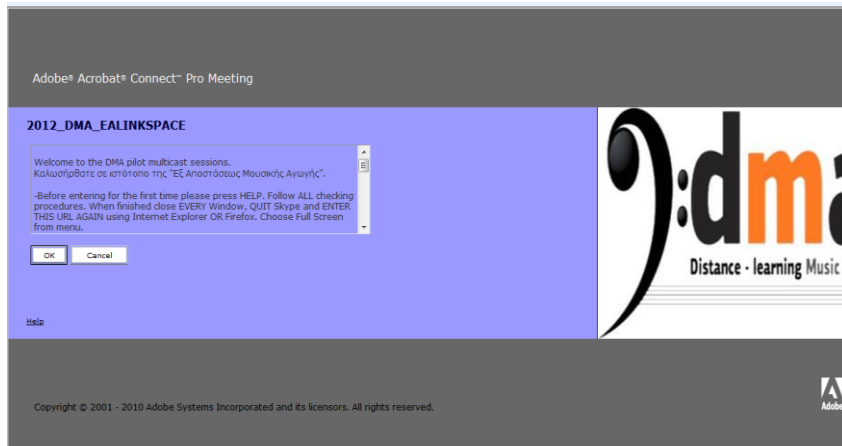 Adobe® Acrobat® Connect™ Pro Meeting
2012_DMA_EALINKSPACE
Welcome to the DMA pilot multicast sessions.
Καλωσήρθατε σε ιστότοπο της "Εξ Αποστάσεως Μουσικής Αγωγής".
-Before entering for the first time please press HELP. Follow ALL checking
procedures. When finished close EVERY Window, QUIT Skype and ENTER
THIS URL AGAIN using Internet Explorer OR Firefox. Choose Full Screen
from menu.
OK Cancel
Help
dma
Distance - learning Music
Copyright © 2001 - 2010 Adobe Systems Incorporated and its licensors. All rights reserved.
Adobe